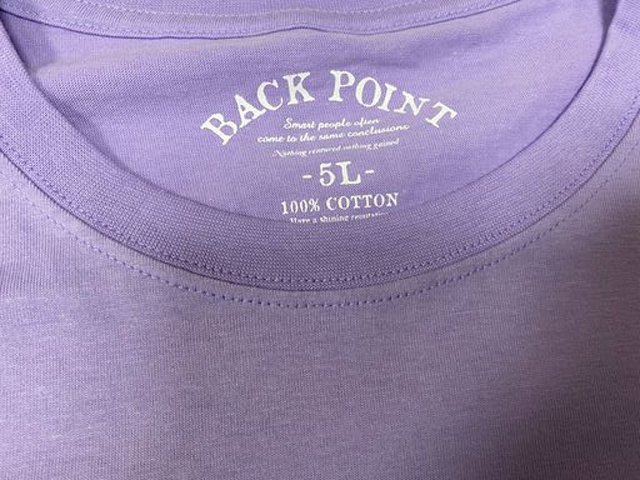 BACK POINT
Smart people often
come to the same conclusions
Nothing ventured nothing gained
-5L-
100% COTTON
Have a shining reputation